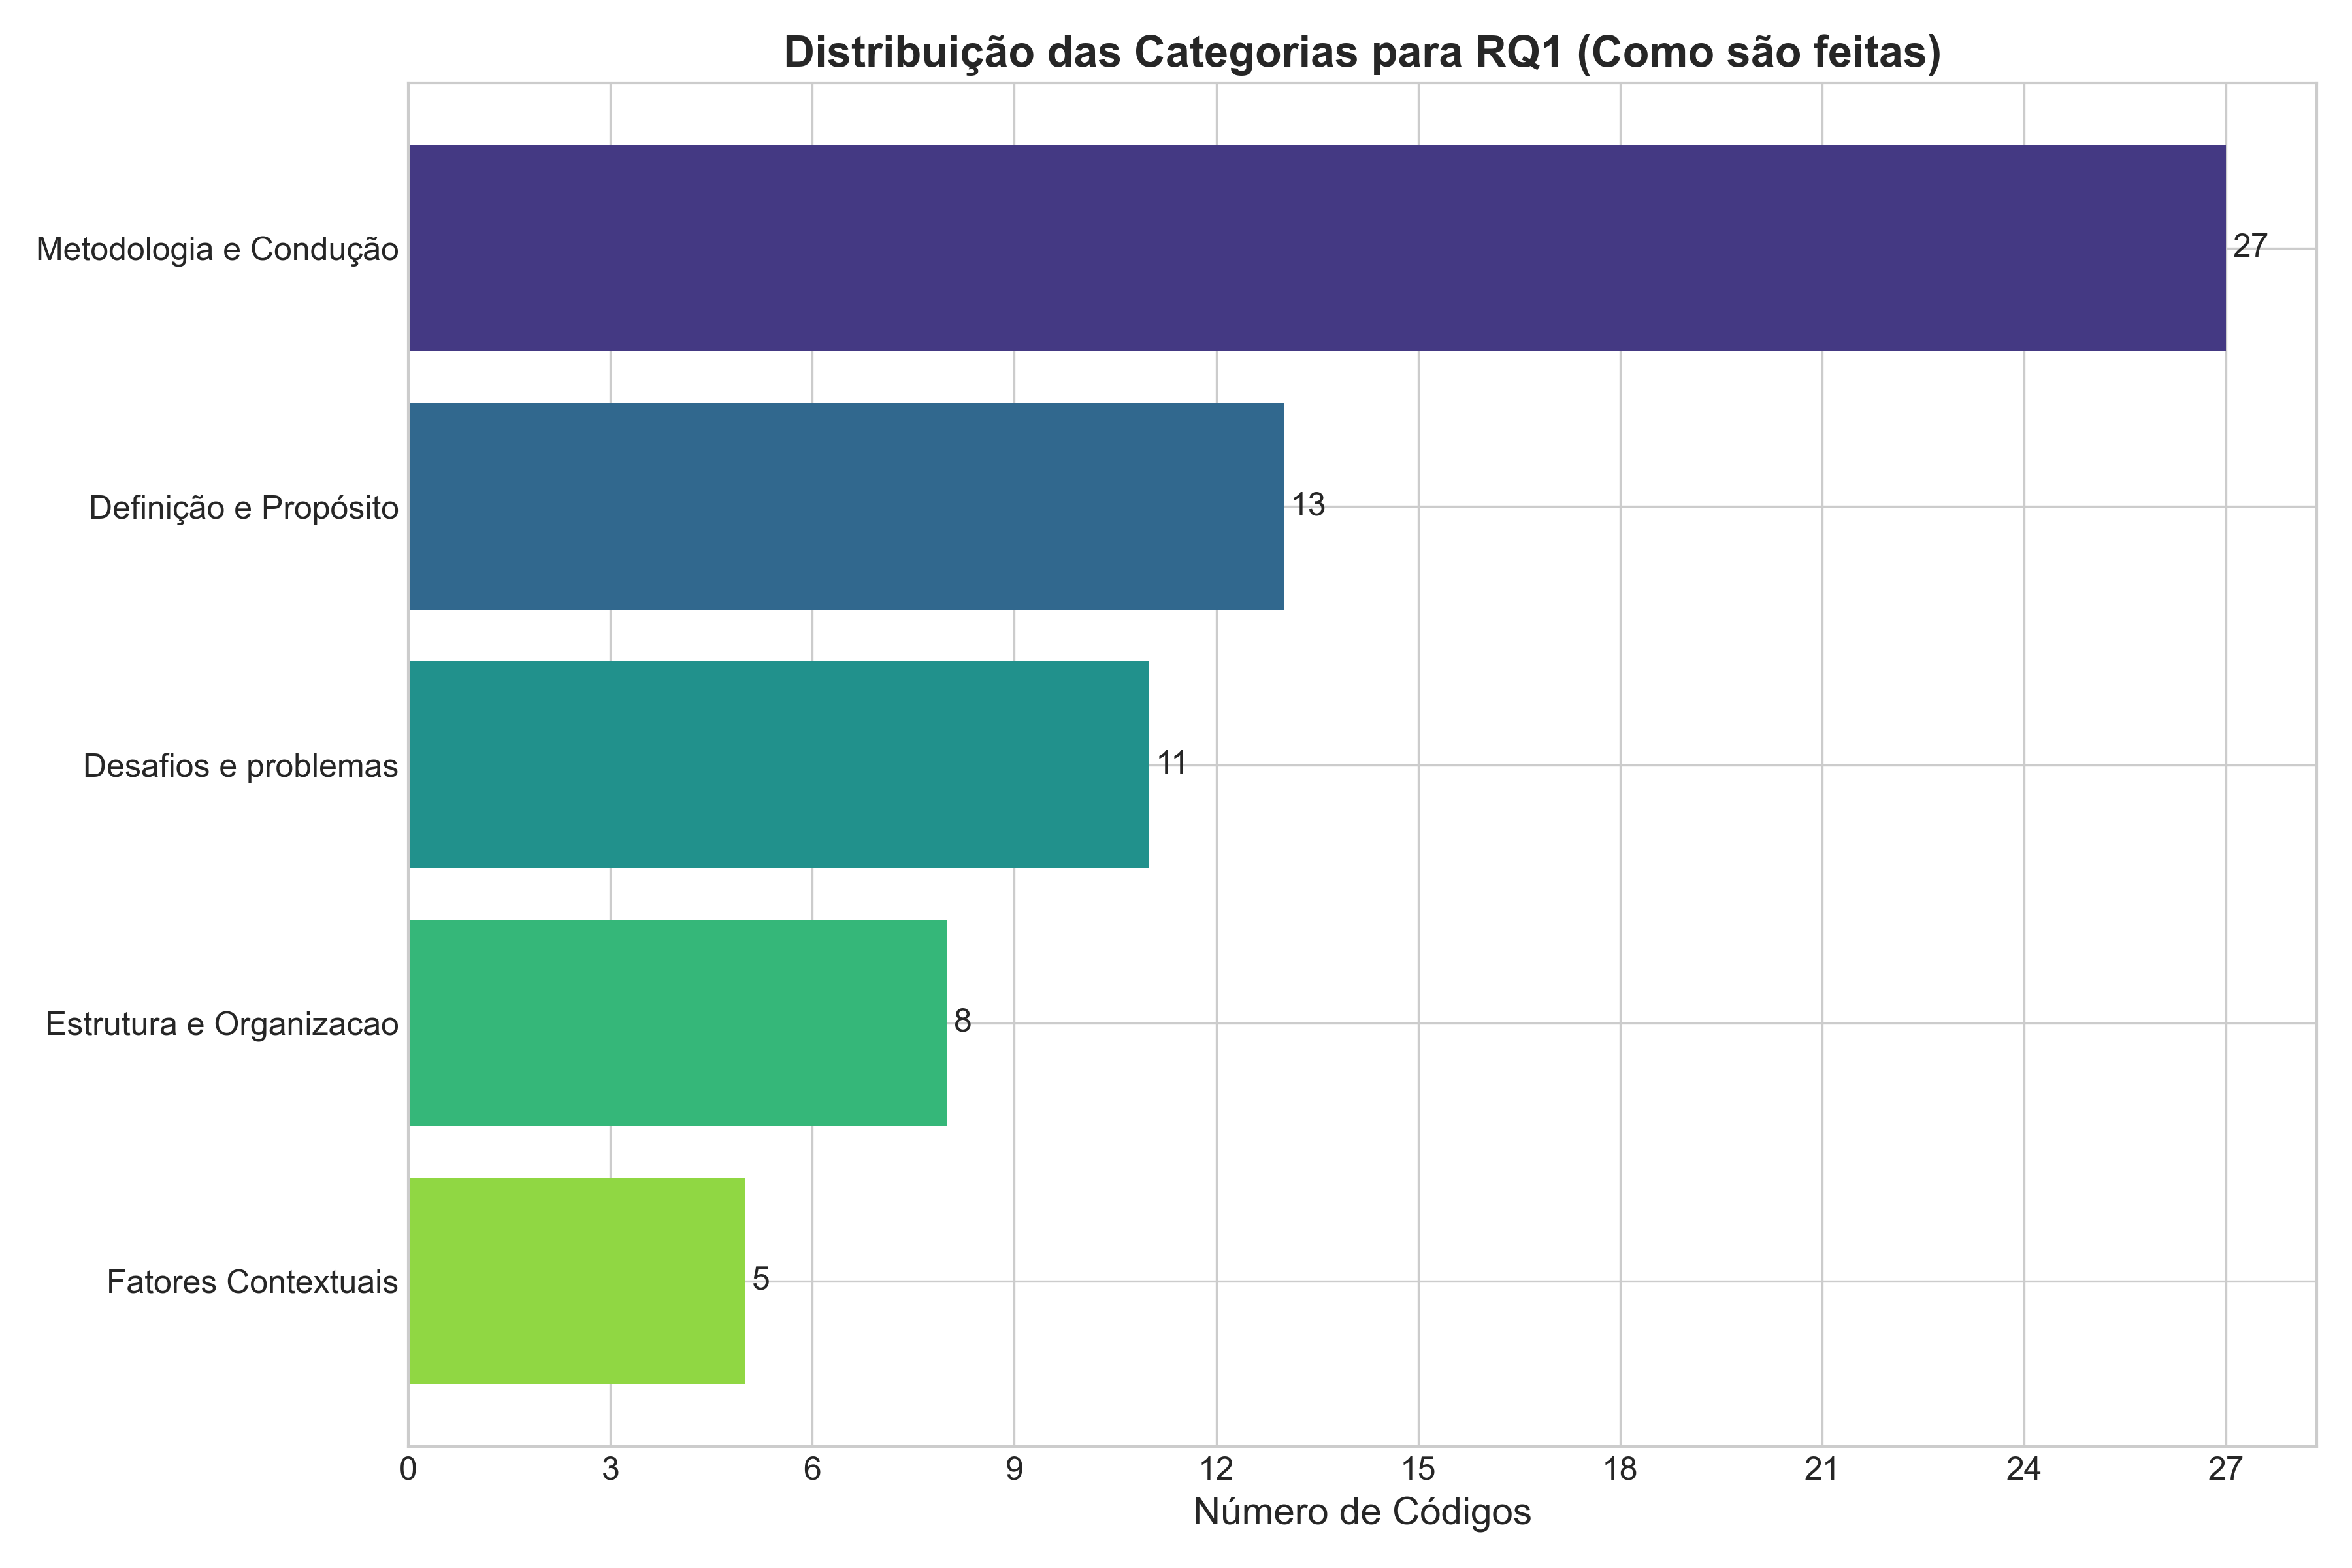 Distribuição das Categorias para RQ1 (Como são feitas)
Metodologia e Condução
27
Definição e Propósito
13
Desafios e problemas
11
Estrutura e Organizacao
8
Fatores Contextuais
5
0 3 6 9 12 15 18 21 24 27
Número de Códigos